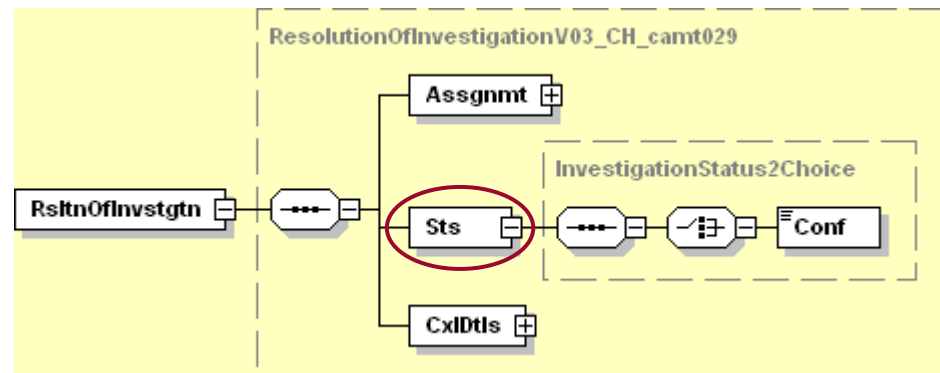 ResolutionOfInvestigationV03_CH_camt029
Assgnmt
InvestigationStatus2Choice
RsltnOfInvstgtn
Sts
Conf
CxlDtls